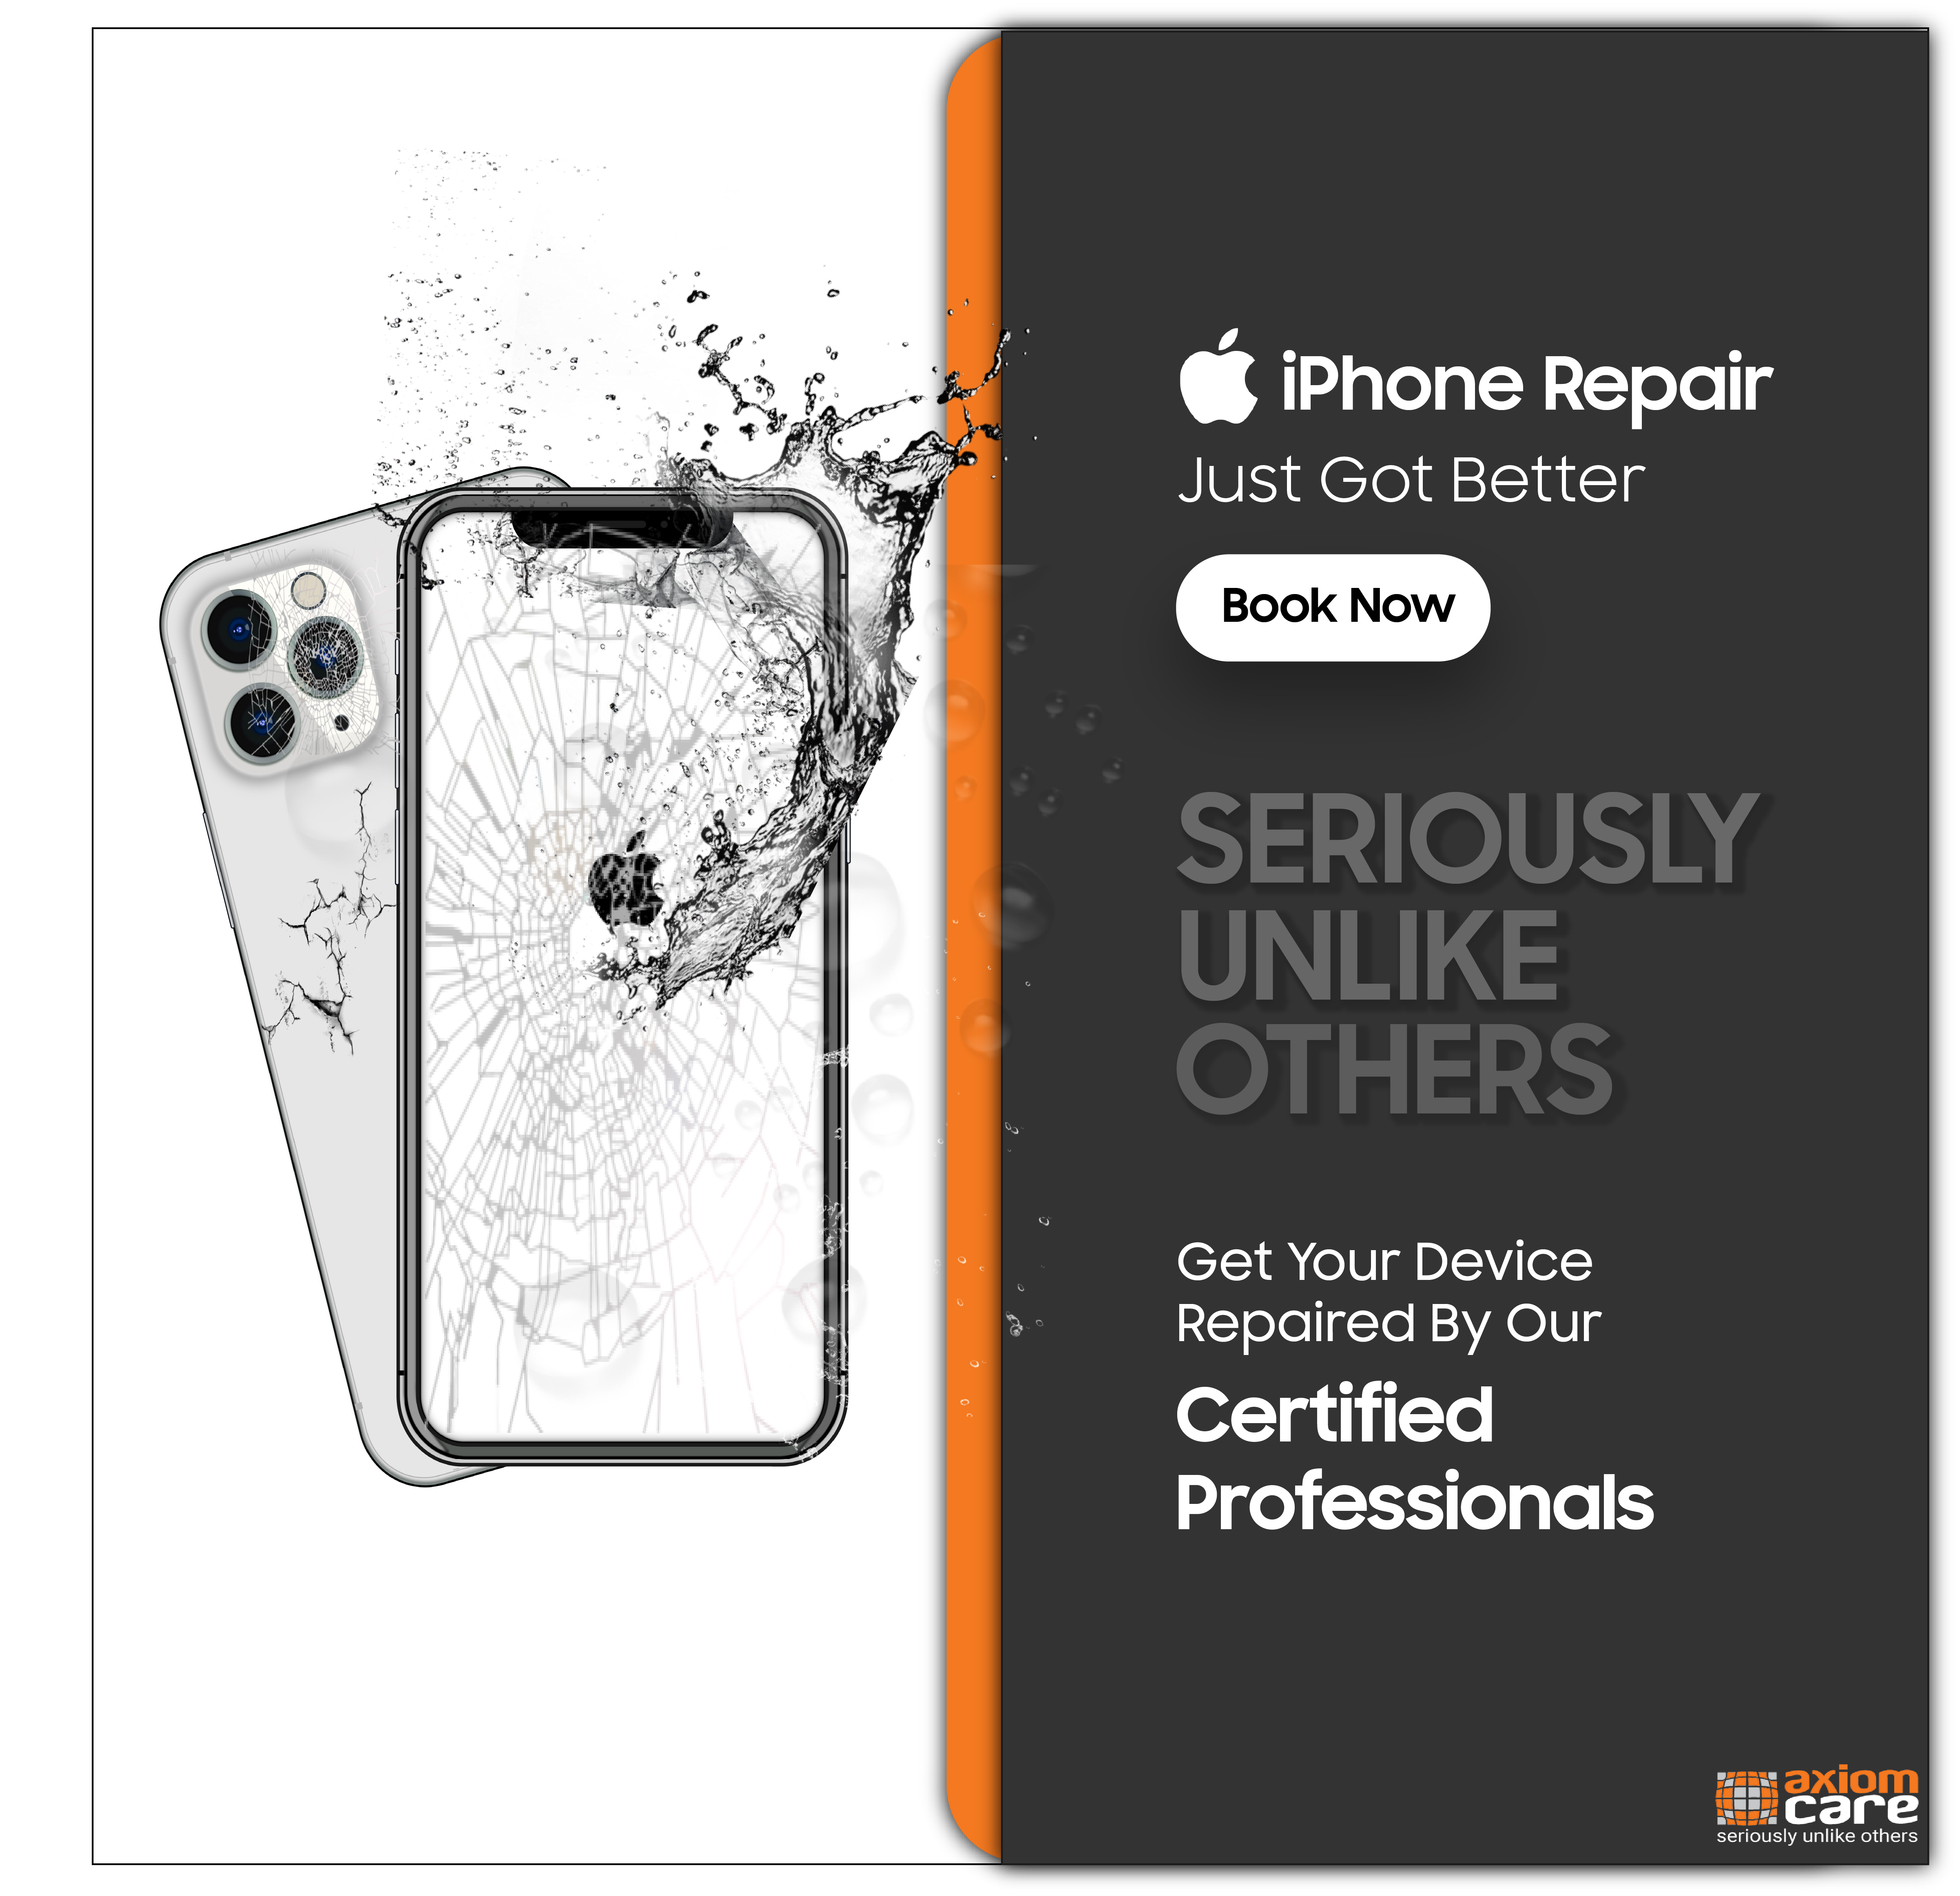 iPhone Repair
Just Got Better
Book Now
SERIOUSLY
UNLIKE
OTHERS
Get Your Device
Repaired By Our
Certified
Professionals
axiom
care
seriously unlike others